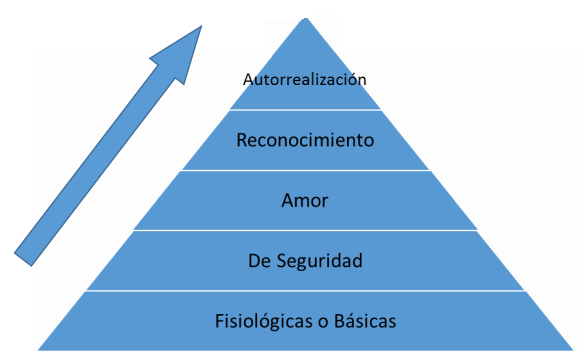 Autorrealización
Reconocimiento
Amor
De Seguridad
Fisiológicas o Básicas